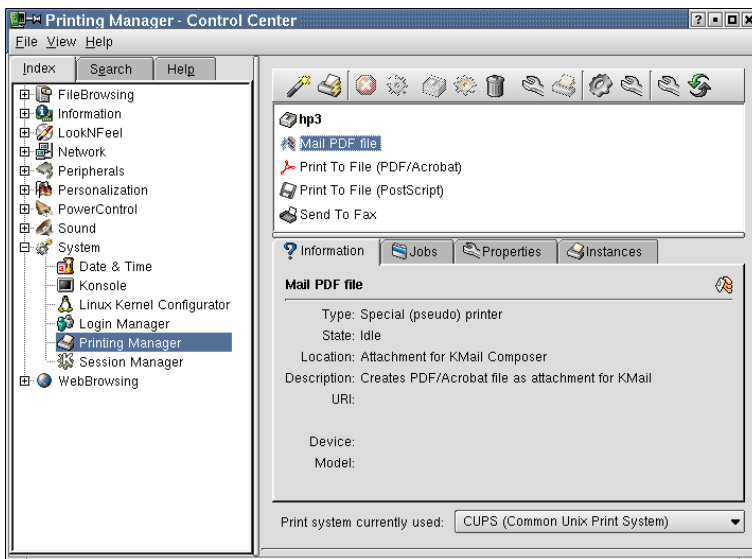 Printing Manager - Control Center
File View Help
Index Search Help
FileBrowsing
Information
LookNFeel
Network
Peripherals
Personalization
PowerControl
Sound
System
Date & Time
Konsole
Linux Kernel Configurator
Login Manager
Printing Manager
Session Manager
WebBrowsing
hp3
Mail PDF file
Print To File (PDF/Acrobat)
Print To File (PostScript)
Send To Fax
Information Jobs Properties Instances
Mail PDF file
Type: Special (pseudo) printer
State: Idle
Location: Attachment for KMail Composer
Description: Creates PDF/Acrobat file as attachment for KMail
URI:
Device:
Model:
Print system currently used: CUPS (Common Unix Print System)